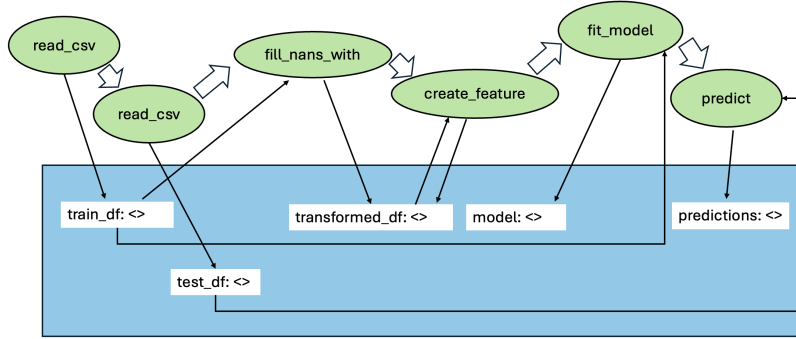 read_csv
read_csv
fill_nans_with
create_feature
fit_model
predict
train_df: <>
transformed_df: <>
model: <>
predictions: <>
test_df: <>